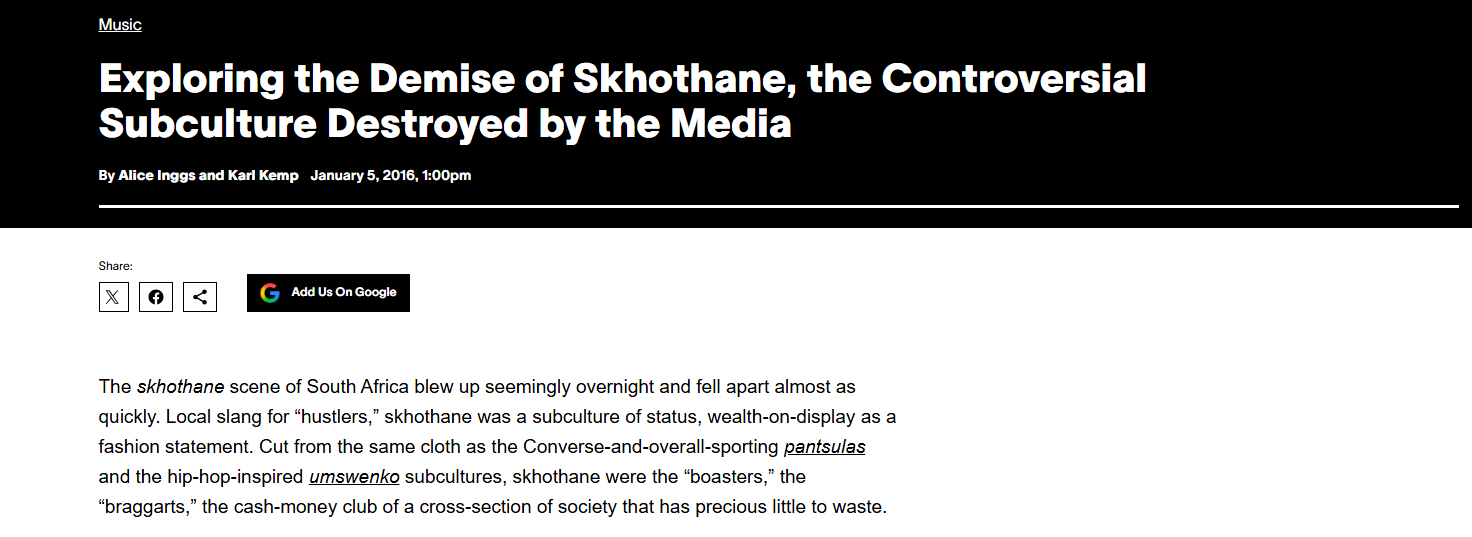 Music
Exploring the Demise of Skhothane, the Controversial
Subculture Destroyed by the Media
By Alice Inggs and Karl Kemp January 5, 2016, 1:00pm
Share:
Add Us On Google
The skhothane scene of South Africa blew up seemingly overnight and fell apart almost as
quickly. Local slang for “hustlers,” skhothane was a subculture of status, wealth-on-display as a
fashion statement. Cut from the same cloth as the Converse-and-overall-sporting pantsulas
and the hip-hop-inspired umswenko subcultures, skhothane were the “boasters,” the
“braggarts,” the cash-money club of a cross-section of society that has precious little to waste.